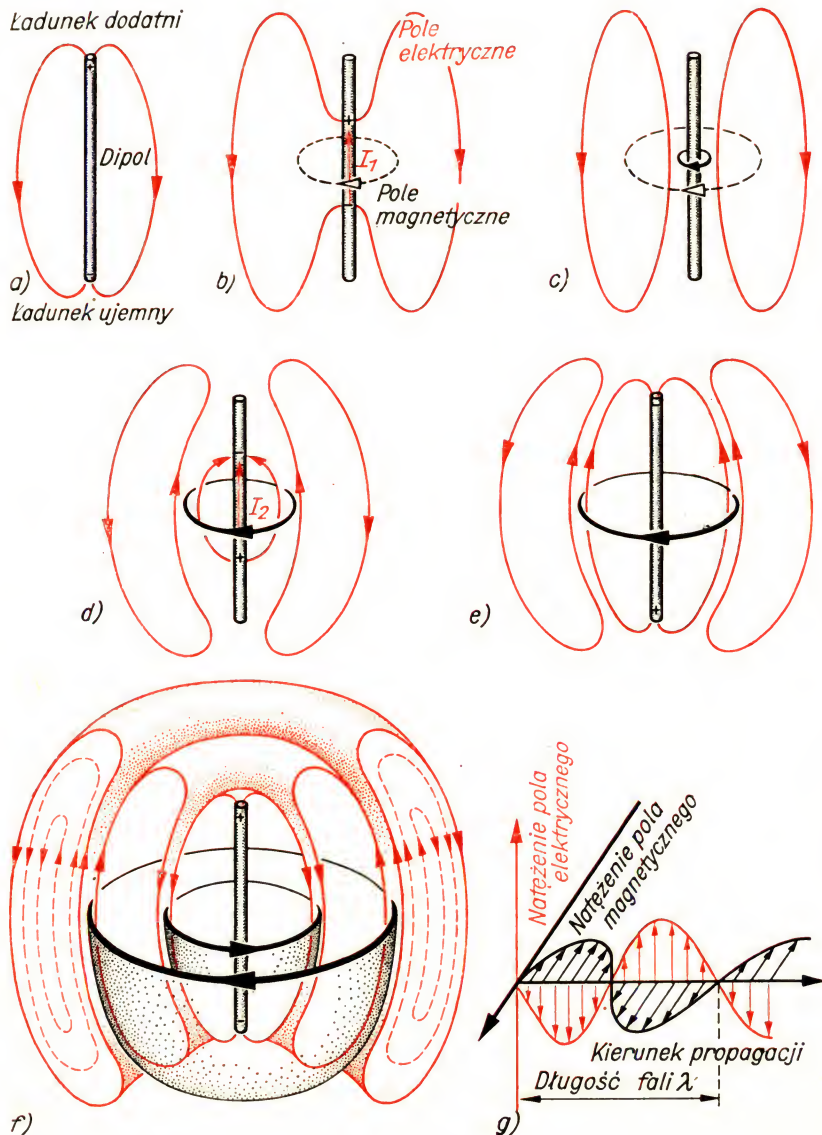 Ładunek dodatni
+
Dipol
a)
Ładunek ujemny
Pole
elektryczne
+
I₁
Pole
magnetyczne
−
b)
c)
−
I₂
+
d)
−
+
e)
+
−
f)
Natężenie pola
elektrycznego
Natężenie pola
magnetycznego
Kierunek propagacji
Długość fali λ
g)